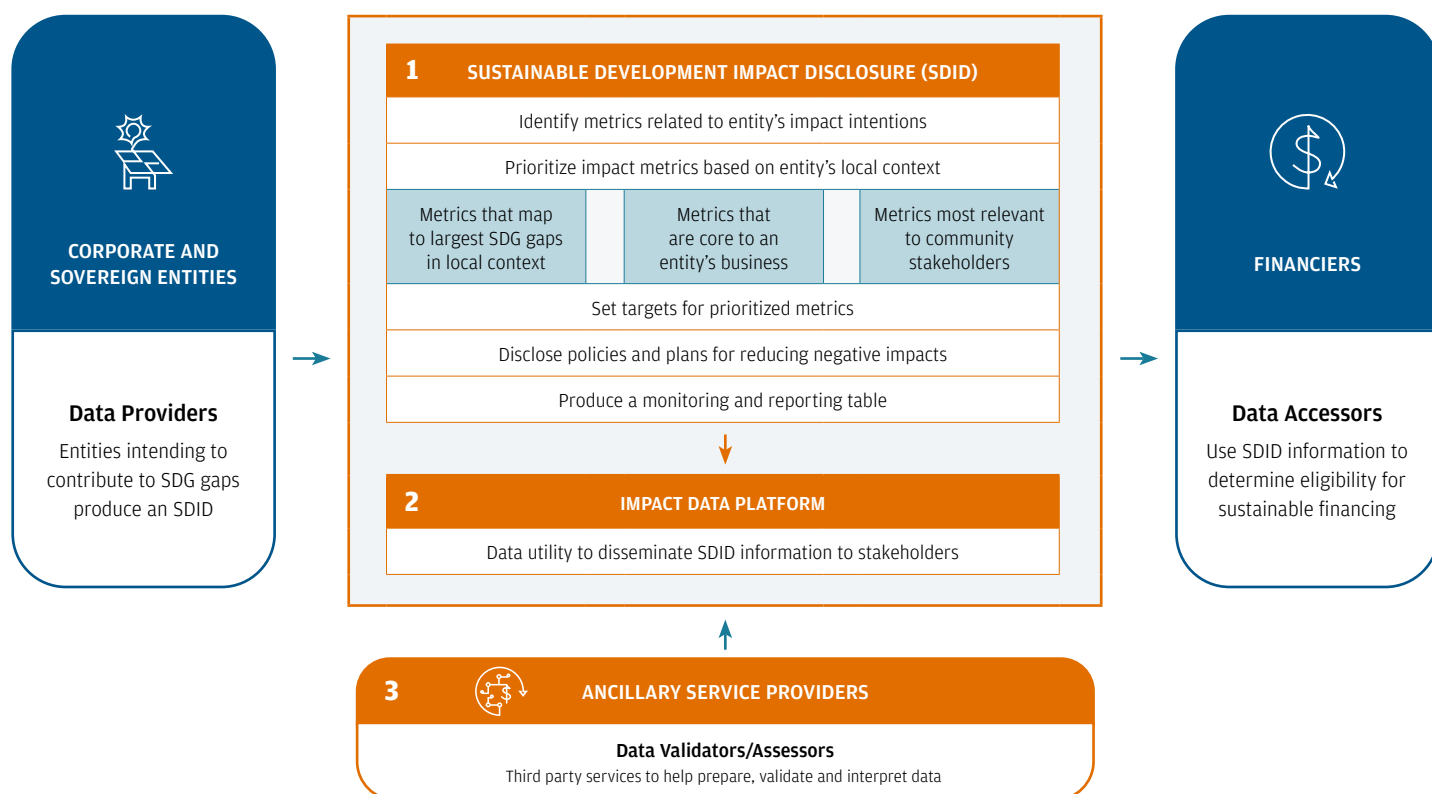 CORPORATE AND
SOVEREIGN ENTITIES
Data Providers
Entities intending to
contribute to SDG gaps
produce an SDID
1 SUSTAINABLE DEVELOPMENT IMPACT DISCLOSURE (SDID)
Identify metrics related to entity's impact intentions
Prioritize impact metrics based on entity's local context
Metrics that map
to largest SDG gaps
in local context
Metrics that
are core to an
entity's business
Metrics most relevant
to community
stakeholders
Set targets for prioritized metrics
Disclose policies and plans for reducing negative impacts
Produce a monitoring and reporting table
2 IMPACT DATA PLATFORM
Data utility to disseminate SDID information to stakeholders
3 $ ANCILLARY SERVICE PROVIDERS
Data Validators/Assessors
Third party services to help prepare, validate and interpret data
$
FINANCIERS
Data Accessors
Use SDID information to
determine eligibility for
sustainable financing